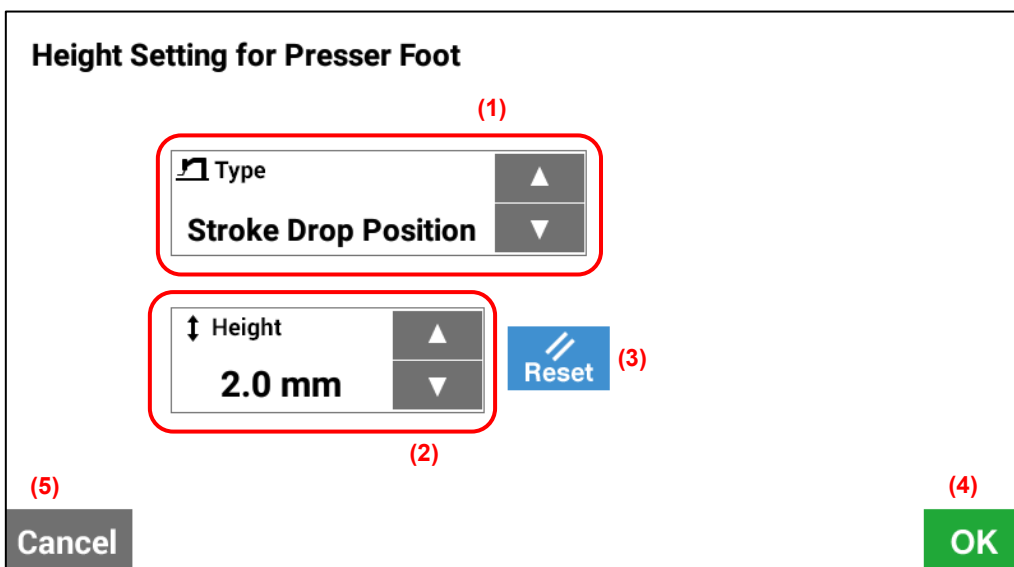 Height Setting for Presser Foot
(1)
Type
▲
Stroke Drop Position
▼
Height
▲
2.0 mm
▼
Reset
(3)
(2)
(5)
(4)
Cancel
OK